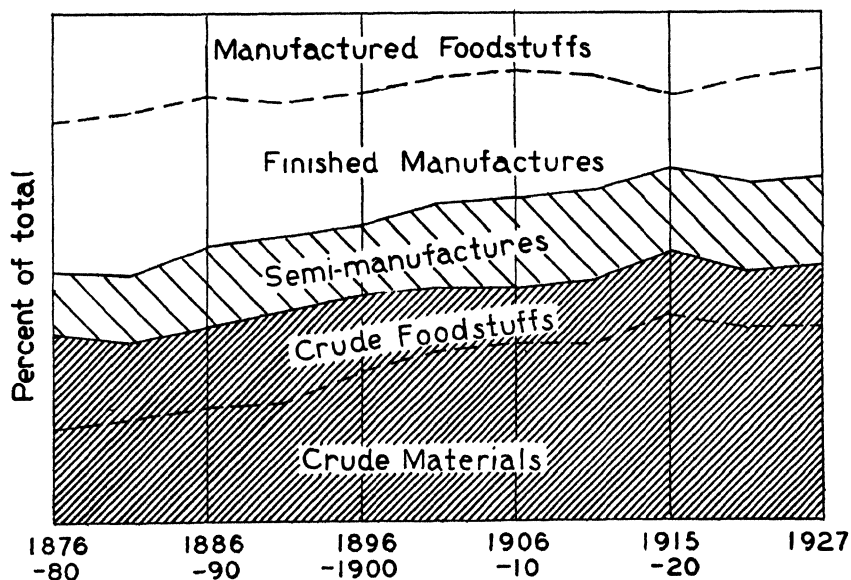 Manufactured Foodstuffs
Finished Manufactures
Semi-manufactures
Crude Foodstuffs
Crude Materials
Percent of total
1876 1886 1896 1906 1915 1927
-80 -90 -1900 -10 -20